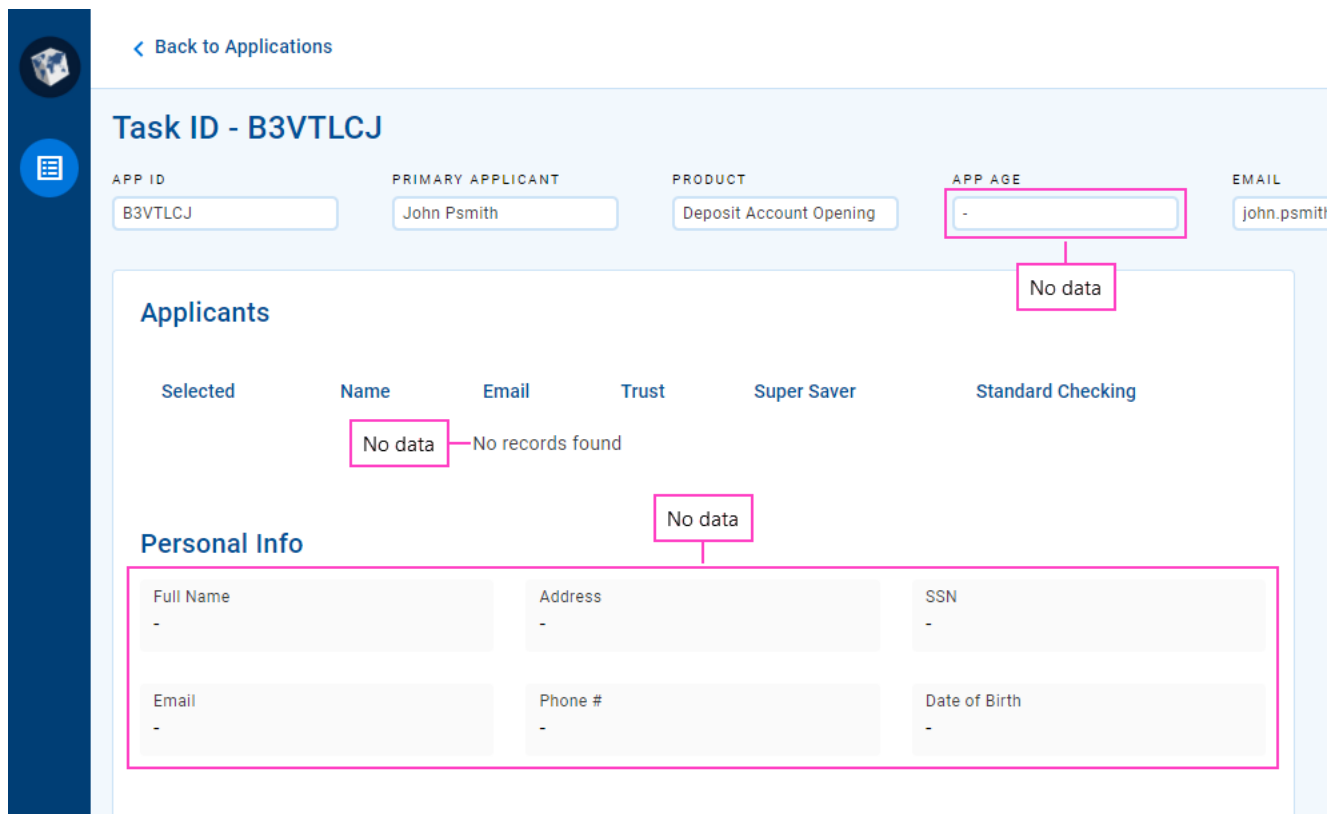 Back to Applications
Task ID - B3VTLCJ
APP ID PRIMARY APPLICANT PRODUCT APP AGE EMAIL
B3VTLCJ John Psmith Deposit Account Opening - john.psmith
No data
Applicants
Selected Name Email Trust Super Saver Standard Checking
No data No records found
No data
Personal Info
Full Name Address SSN
- - -
Email Phone # Date of Birth
- - -